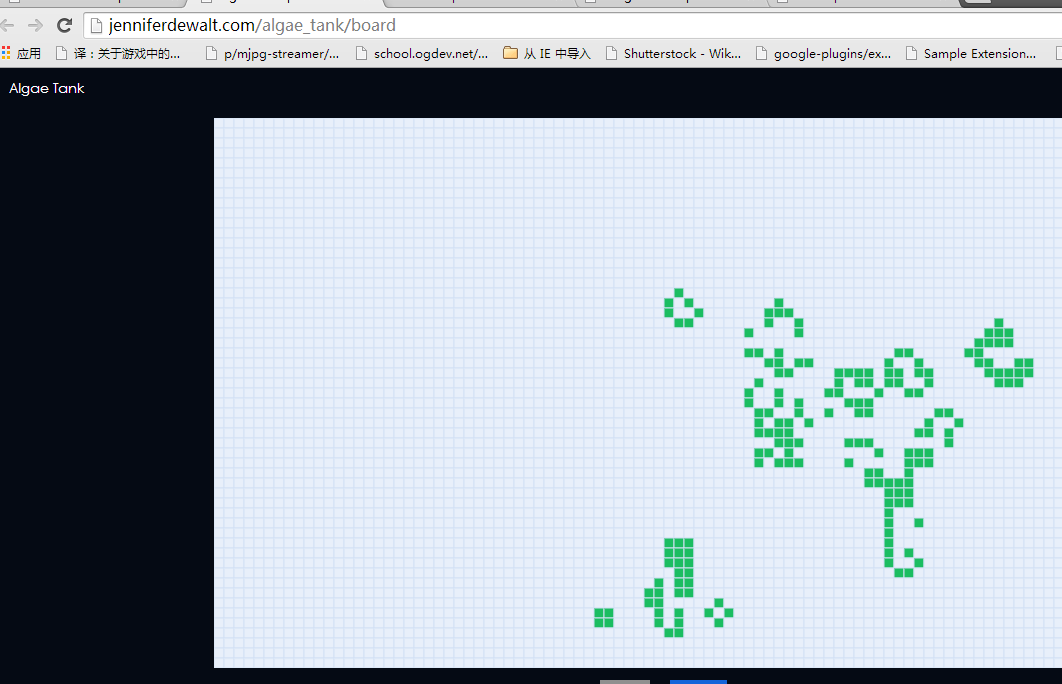 jenniferdewalt.com/algae_tank/board
应用 译：关于游戏中的... p/mjpg-streamer/... school.ogdev.net/... 从 IE 中导入 Shutterstock - Wik... google-plugins/ex... Sample Extension...
Algae Tank